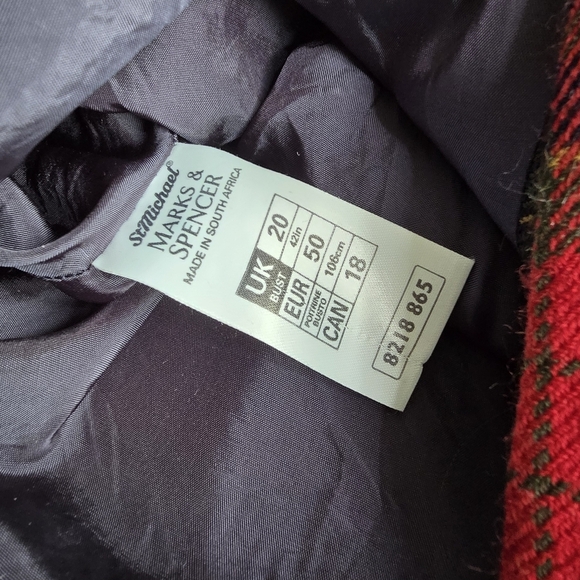 St Michael®
MARKS &
SPENCER
MADE IN SOUTH AFRICA
UK 20
BUST 42in
EUR 50
POITRINE
BUSTO 106cm
CAN 18
8218 865